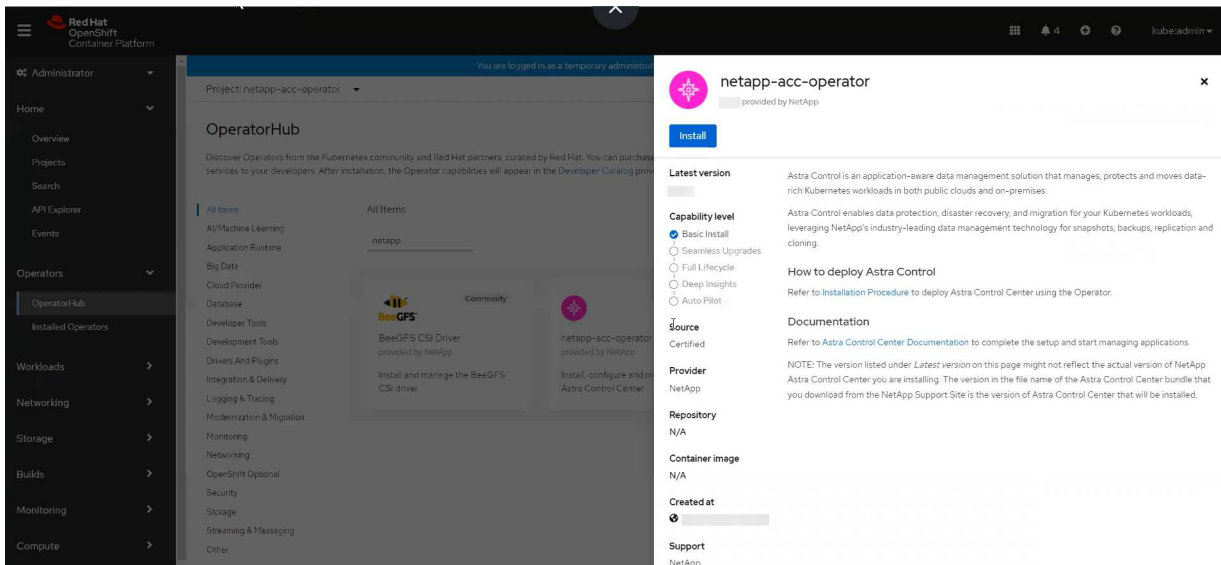 Red Hat
OpenShift
Container Platform
4
kube:admin
Administrator
Home
Overview
Projects
Search
API Explorer
Events
Operators
OperatorHub
Installed Operators
Workloads
Networking
Storage
Builds
Monitoring
Compute
You are logged in as a temporary administrat
Project: netapp-acc-operator
OperatorHub
Discover Operators from the Kubernetes community and Red Hat partners, curated by Red Hat. You can purchase
services to your developers. After installation, the Operator capabilities will appear in the Developer Catalog prov
All Items
AI/Machine Learning
Application Runtime
Big Data
Cloud Provider
Database
Developer Tools
Development Tools
Drivers And Plugins
Integration & Delivery
Logging & Tracing
Modernization & Migration
Monitoring
Networking
OpenShift Optional
Security
Storage
Streaming & Messaging
Other
All Items
netapp
Community
BeeGFS
BeeGFS CSI Driver
provided by NetApp
Install and manage the BeeGFS
CSI driver
netapp-acc-operator
provided by NetApp
Install, configure and m
Astra Control Center
netapp-acc-operator
provided by NetApp
Install
Latest version
Capability level
Basic Install
Seamless Upgrades
Full Lifecycle
Deep Insights
Auto Pilot
Source
Certified
Provider
NetApp
Repository
N/A
Container image
N/A
Created at
Support
NetApp
Astra Control is an application-aware data management solution that manages, protects and moves data-
rich Kubernetes workloads in both public clouds and on-premises.
Astra Control enables data protection, disaster recovery, and migration for your Kubernetes workloads,
leveraging NetApp's industry-leading data management technology for snapshots, backups, replication and
cloning.
How to deploy Astra Control
Refer to Installation Procedure to deploy Astra Control Center using the Operator.
Documentation
Refer to Astra Control Center Documentation to complete the setup and start managing applications.
NOTE: The version listed under Latest version on this page might not reflect the actual version of NetApp
Astra Control Center you are installing. The version in the file name of the Astra Control Center bundle that
you download from the NetApp Support Site is the version of Astra Control Center that will be installed.